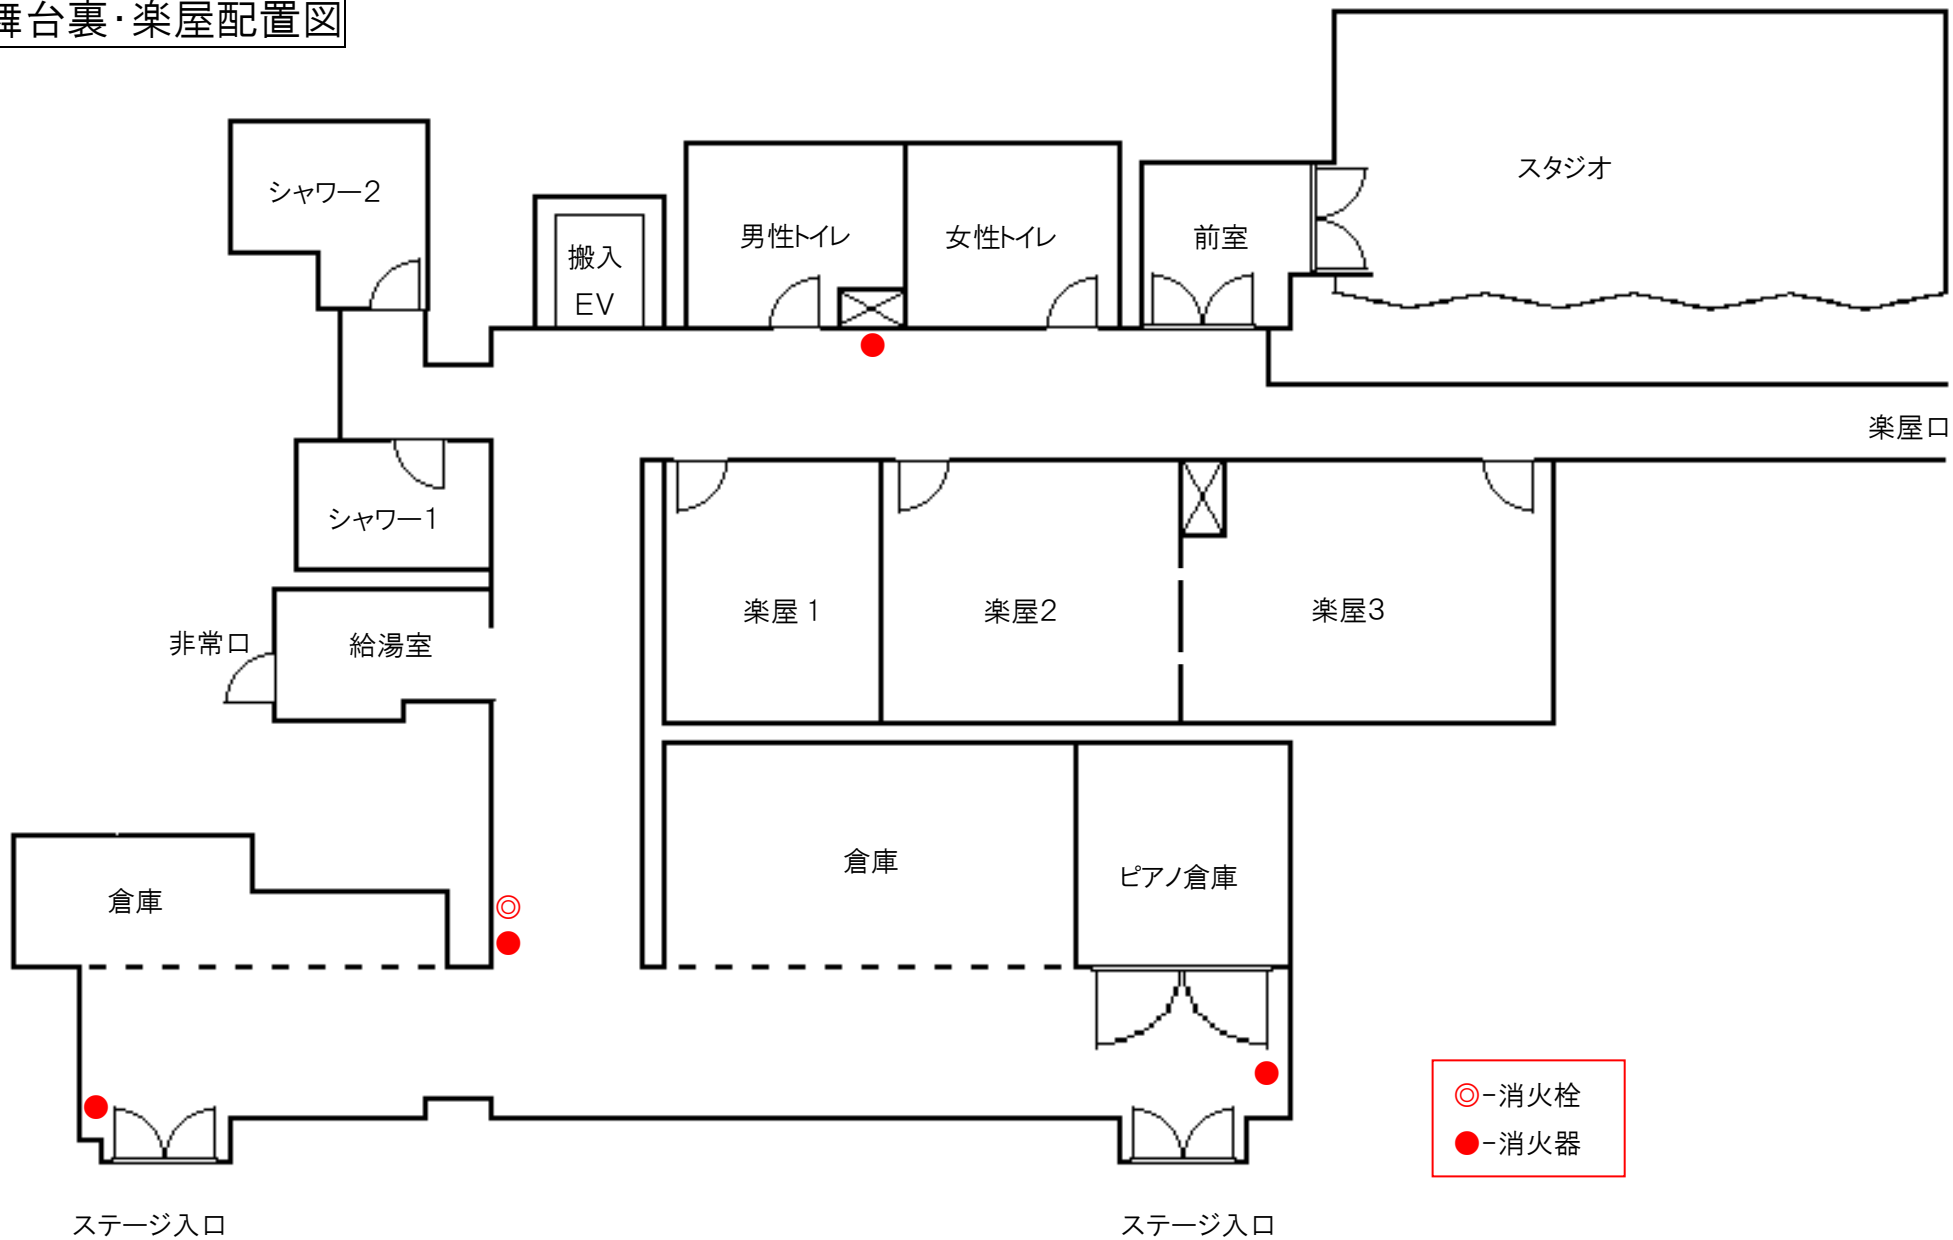 舞台裏・楽屋配置図
スタジオ
シャワー2
男性トイレ
女性トイレ
前室
搬入
EV
楽屋口
シャワー1
楽屋 1
楽屋2
楽屋3
非常口
給湯室
倉庫
ピアノ倉庫
倉庫
◎
◎-消火栓
●-消火器
ステージ入口
ステージ入口